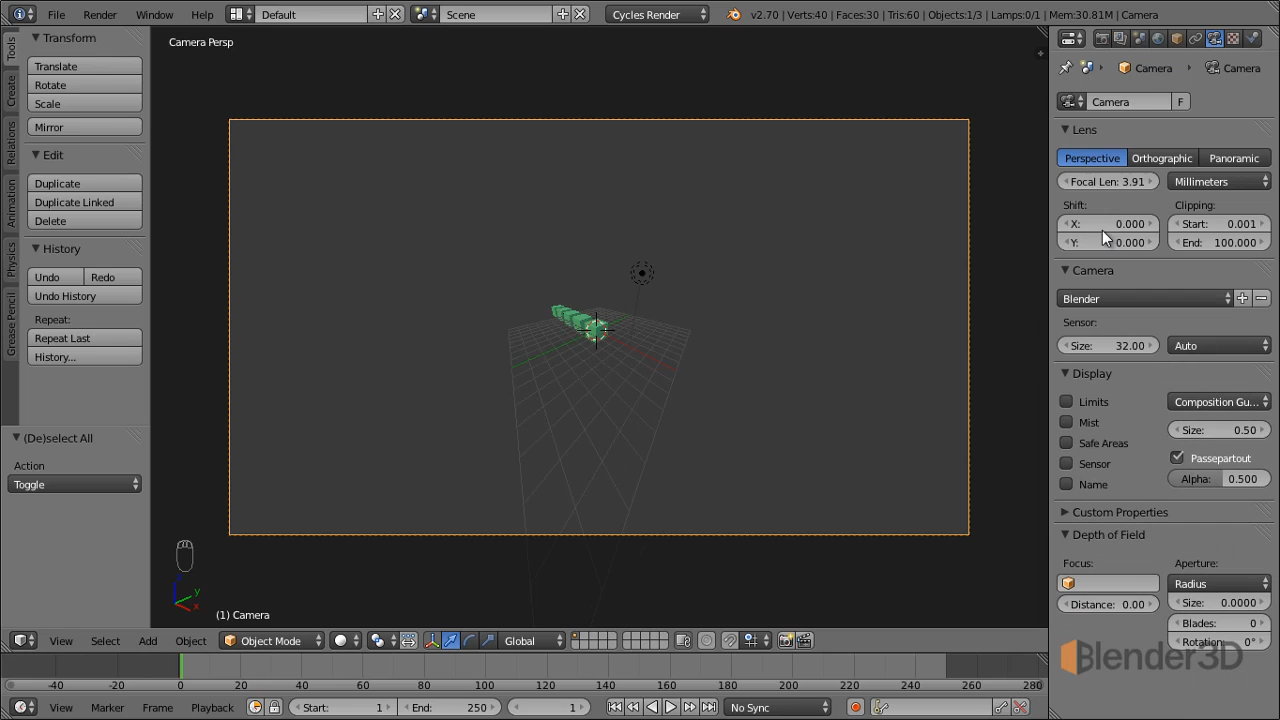 File Render Window Help Default Scene Cycles Render v2.70 | Verts:40 | Faces:30 | Tris:60 | Objects:1/3 | Lamps:0/1 | Mem:30.81M | Camera
Tools
Create
Relations
Animation
Physics
Grease Pencil
Transform
Translate
Rotate
Scale
Mirror
Edit
Duplicate
Duplicate Linked
Delete
History
Undo Redo
Undo History
Repeat:
Repeat Last
History...
(De)select All
Action
Toggle
Camera Persp
z
y
x
(1) Camera
Camera Camera
Camera F
Lens
Perspective Orthographic Panoramic
Focal Len: 3.91 Millimeters
Shift: Clipping:
X: 0.000 Start: 0.001
Y: 0.000 End: 100.000
Camera
Blender
Sensor:
Size: 32.00 Auto
Display
Limits Composition Gu...
Mist Size: 0.50
Safe Areas Passepartout
Sensor Alpha: 0.500
Name
Custom Properties
Depth of Field
Focus: Aperture:
Radius
Distance: 0.00 Size: 0.0000
Blades: 0
Rotation: 0°
Blender3D
View Select Add Object Object Mode Global
-40 -20 0 20 40 60 80 100 120 140 160 180 200 220 240 260 280
View Marker Frame Playback Start: 1 End: 250 1 No Sync